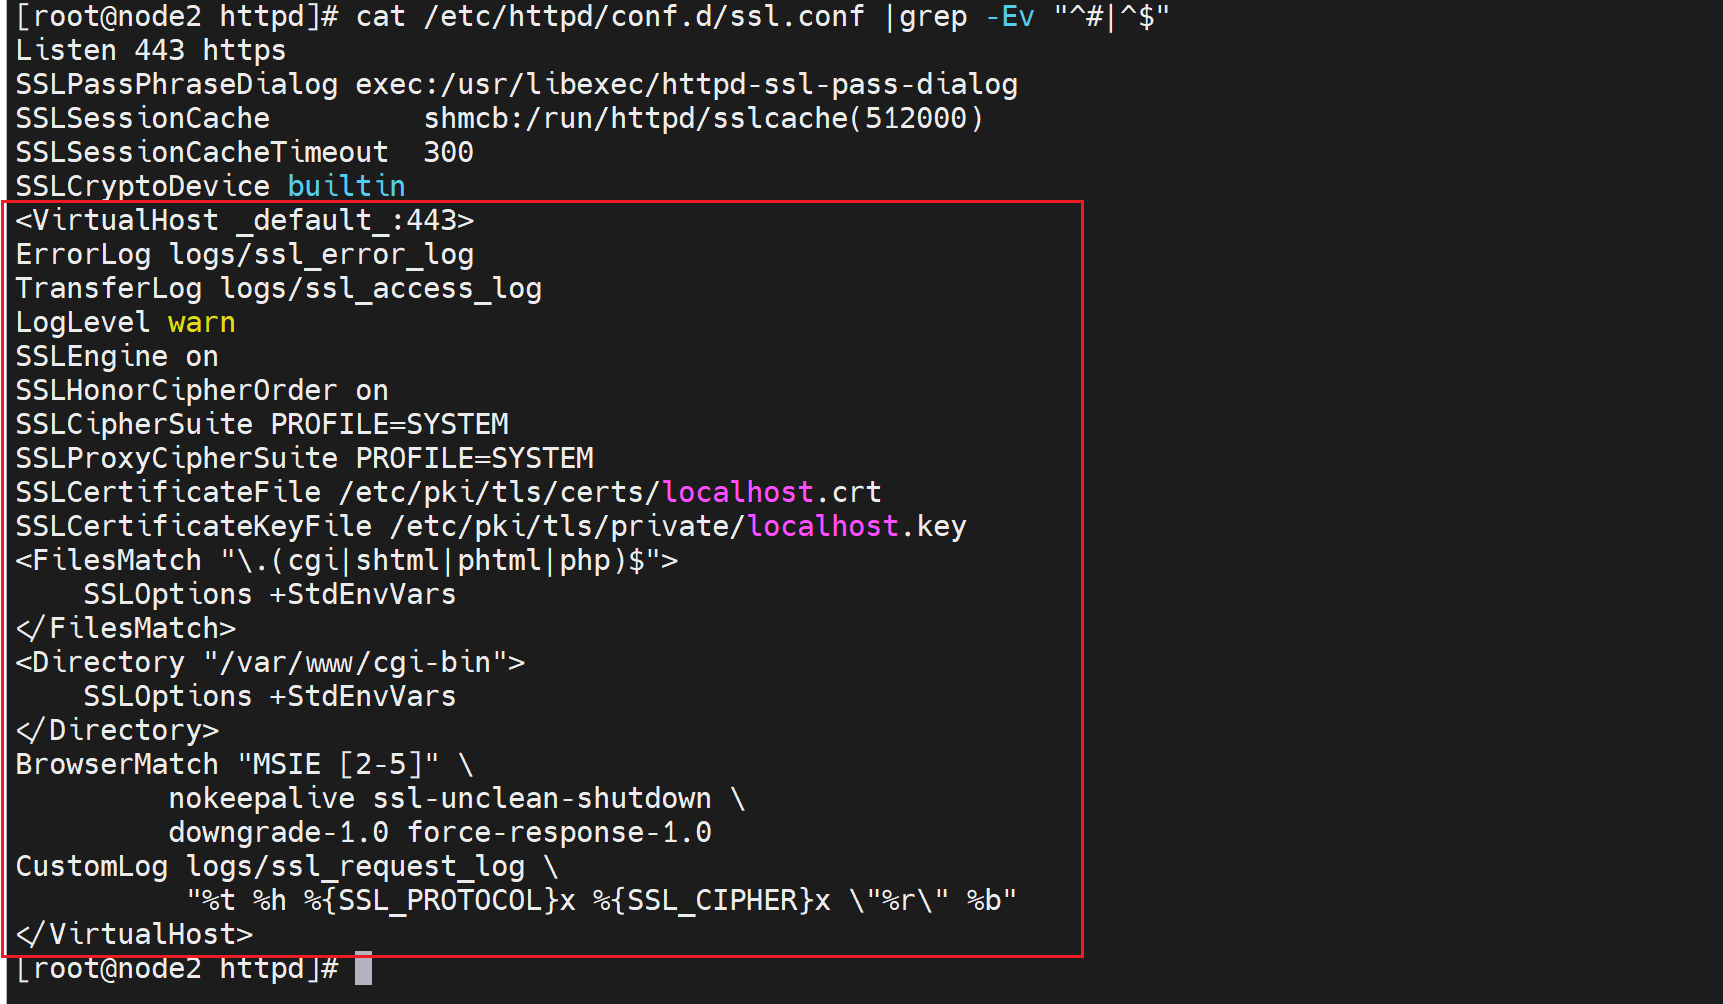 [root@node2 httpd]# cat /etc/httpd/conf.d/ssl.conf |grep -Ev "^#|^$"
Listen 443 https
SSLPassPhraseDialog exec:/usr/libexec/httpd-ssl-pass-dialog
SSLSessionCache         shmcb:/run/httpd/sslcache(512000)
SSLSessionCacheTimeout  300
SSLCryptoDevice builtin
<VirtualHost _default_:443>
ErrorLog logs/ssl_error_log
TransferLog logs/ssl_access_log
LogLevel warn
SSLEngine on
SSLHonorCipherOrder on
SSLCipherSuite PROFILE=SYSTEM
SSLProxyCipherSuite PROFILE=SYSTEM
SSLCertificateFile /etc/pki/tls/certs/localhost.crt
SSLCertificateKeyFile /etc/pki/tls/private/localhost.key
<FilesMatch "\.(cgi|shtml|phtml|php)$">
    SSLOptions +StdEnvVars
</FilesMatch>
<Directory "/var/www/cgi-bin">
    SSLOptions +StdEnvVars
</Directory>
BrowserMatch "MSIE [2-5]" \
         nokeepalive ssl-unclean-shutdown \
         downgrade-1.0 force-response-1.0
CustomLog logs/ssl_request_log \
          "%t %h %{SSL_PROTOCOL}x %{SSL_CIPHER}x \"%r\" %b"
</VirtualHost>
[root@node2 httpd]#